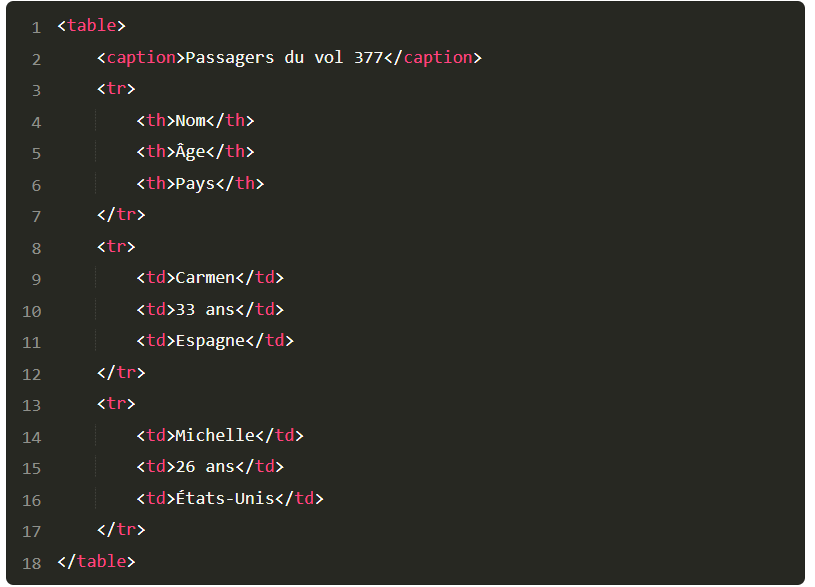 1 <table>
2     <caption>Passagers du vol 377</caption>
3     <tr>
4         <th>Nom</th>
5         <th>Âge</th>
6         <th>Pays</th>
7     </tr>
8     <tr>
9         <td>Carmen</td>
10         <td>33 ans</td>
11         <td>Espagne</td>
12     </tr>
13     <tr>
14         <td>Michelle</td>
15         <td>26 ans</td>
16         <td>États-Unis</td>
17     </tr>
18 </table>